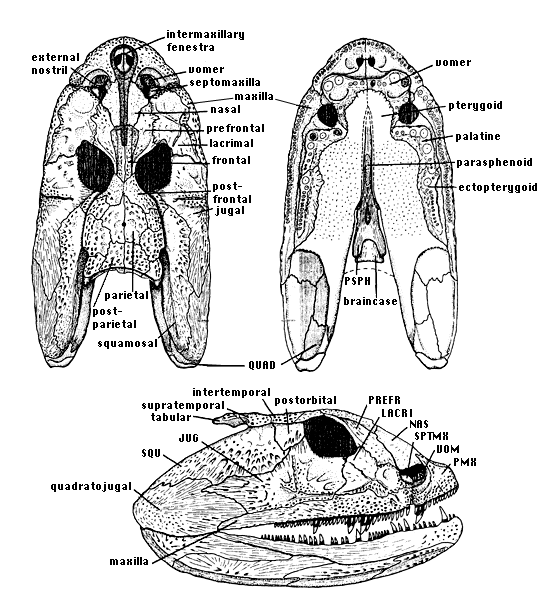 intermaxillary
fenestra
external
nostril
vomer
septomaxilla
maxilla
nasal
prefrontal
lacrimal
frontal
post-
frontal
jugal
parietal
post-
parietal
squamosal
QUAD
vomer
pterygoid
palatine
parasphenoid
ectopterygoid
PSPH
braincase
intertemporal
postorbital
supratemporal
tabular
PREFR
LACRI
NAS
SPTMX
VOM
PMX
JUG
SQU
quadratojugal
maxilla